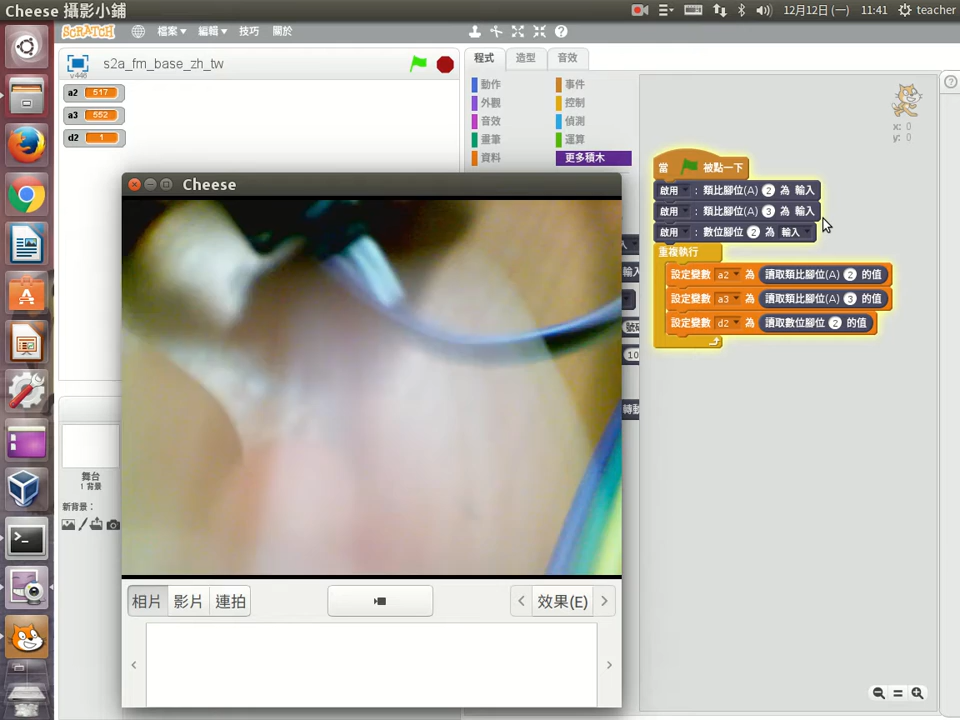 Cheese 攝影小鋪
12月12日 (一) 11:41 teacher
SCRATCH 檔案 編輯 技巧 關於
v446 s2a_fm_base_zh_tw
a2 517
a3 552
d2 1
程式 造型 音效
動作 事件
外觀 控制
音效 偵測
畫筆 運算
資料 更多積木
x: 0
y: 0
當 被點一下
啟用 : 類比腳位(A) 2 為 輸入
啟用 : 類比腳位(A) 3 為 輸入
啟用 : 數位腳位 2 為 輸入
重複執行
設定變數 a2 為 讀取類比腳位(A) 2 的值
設定變數 a3 為 讀取類比腳位(A) 3 的值
設定變數 d2 為 讀取數位腳位 2 的值
Cheese
舞台
1 背景
新背景：
相片 影片 連拍 效果(E)